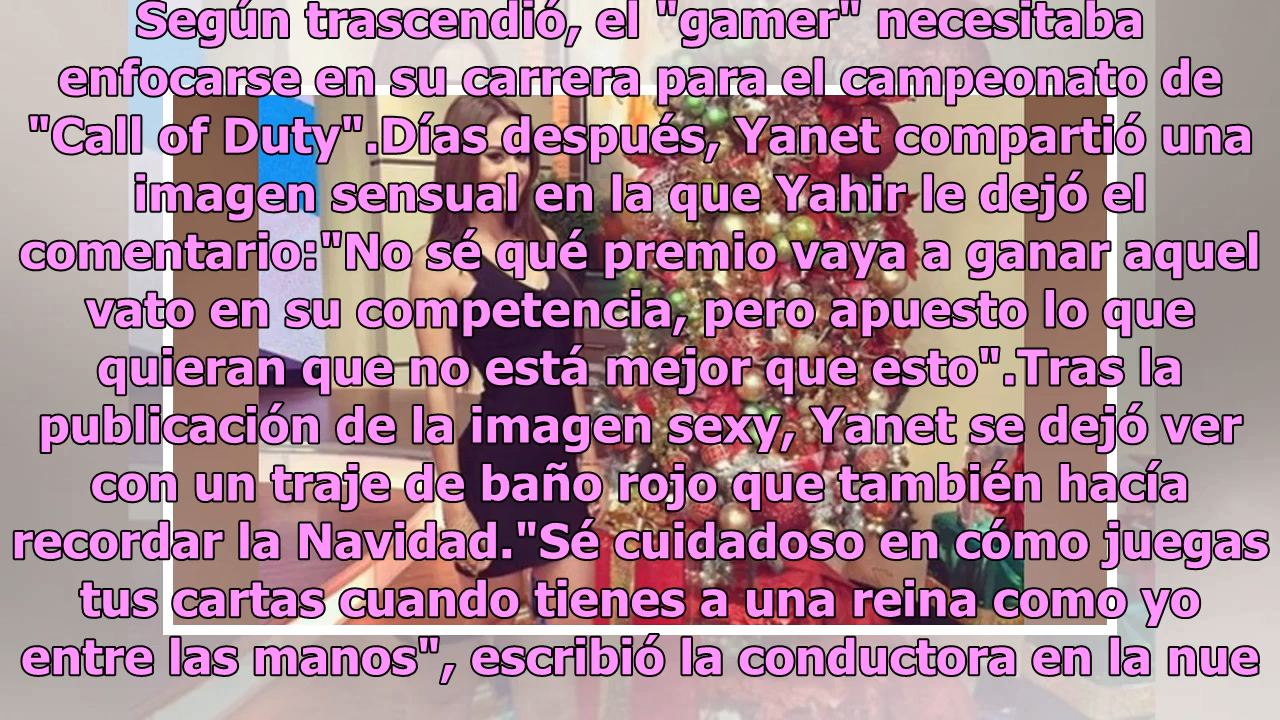 Según trascendió, el "gamer" necesitaba
enfocarse en su carrera para el campeonato de
"Call of Duty".Días después, Yanet compartió una
imagen sensual en la que Yahir le dejó el
comentario:"No sé qué premio vaya a ganar aquel
vato en su competencia, pero apuesto lo que
quieran que no está mejor que esto".Tras la
publicación de la imagen sexy, Yanet se dejó ver
con un traje de baño rojo que también hacía
recordar la Navidad."Sé cuidadoso en cómo juegas
tus cartas cuando tienes a una reina como yo
entre las manos", escribió la conductora en la nue